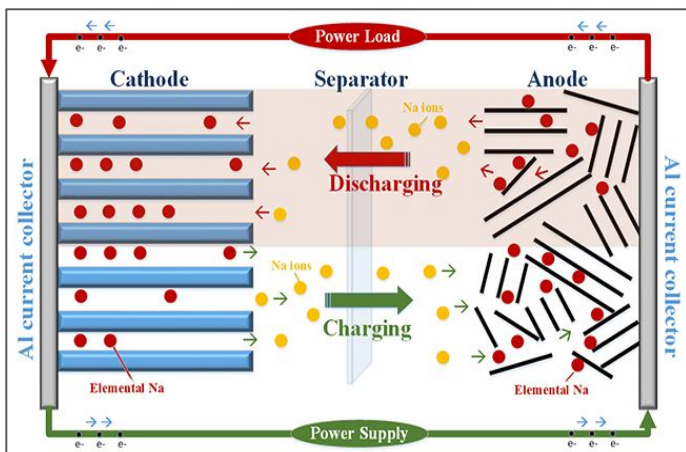 Power Load
e- e- e-
e- e- e-
Cathode
Separator
Anode
Na ions
Discharging
Al current collector
Al current collector
Na ions
Charging
Elemental Na
Elemental Na
Power Supply
e- e- e-
e- e- e-